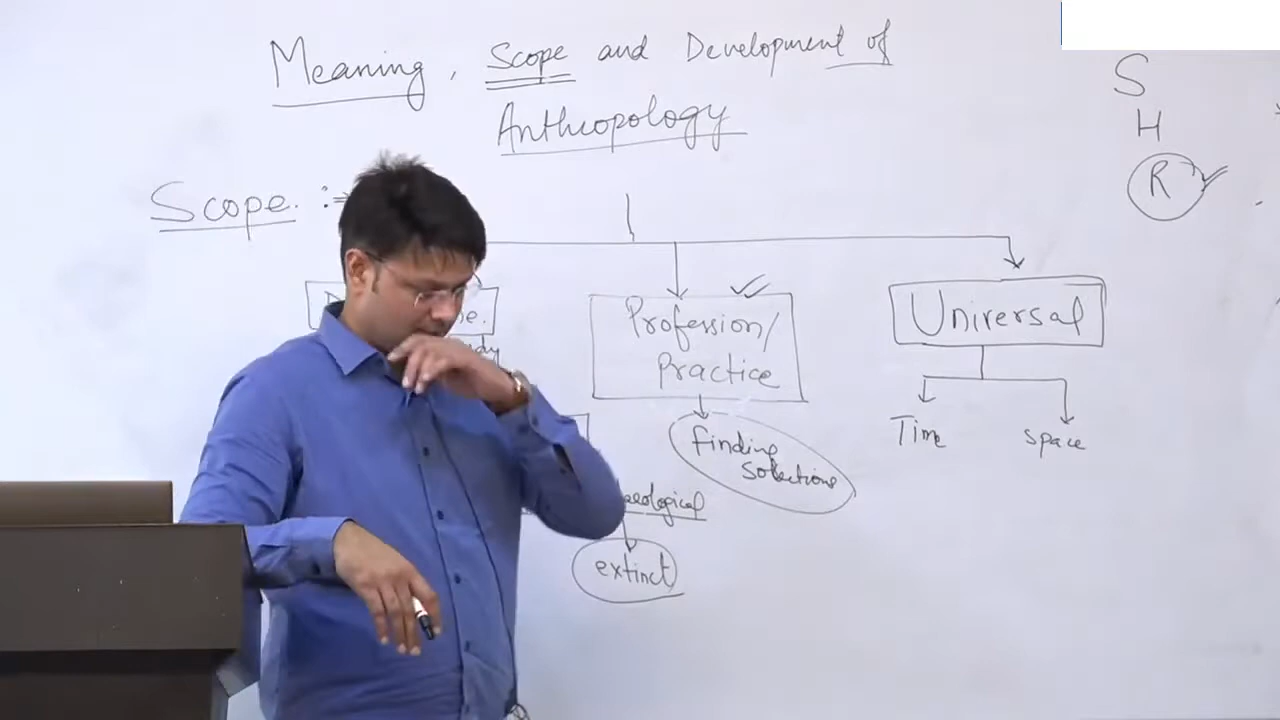 Meaning, Scope and Development of
Anthropology
S
H
R
Scope :⇒
Profession/
Practice
Universal
finding
solutions
Time
space
extinct